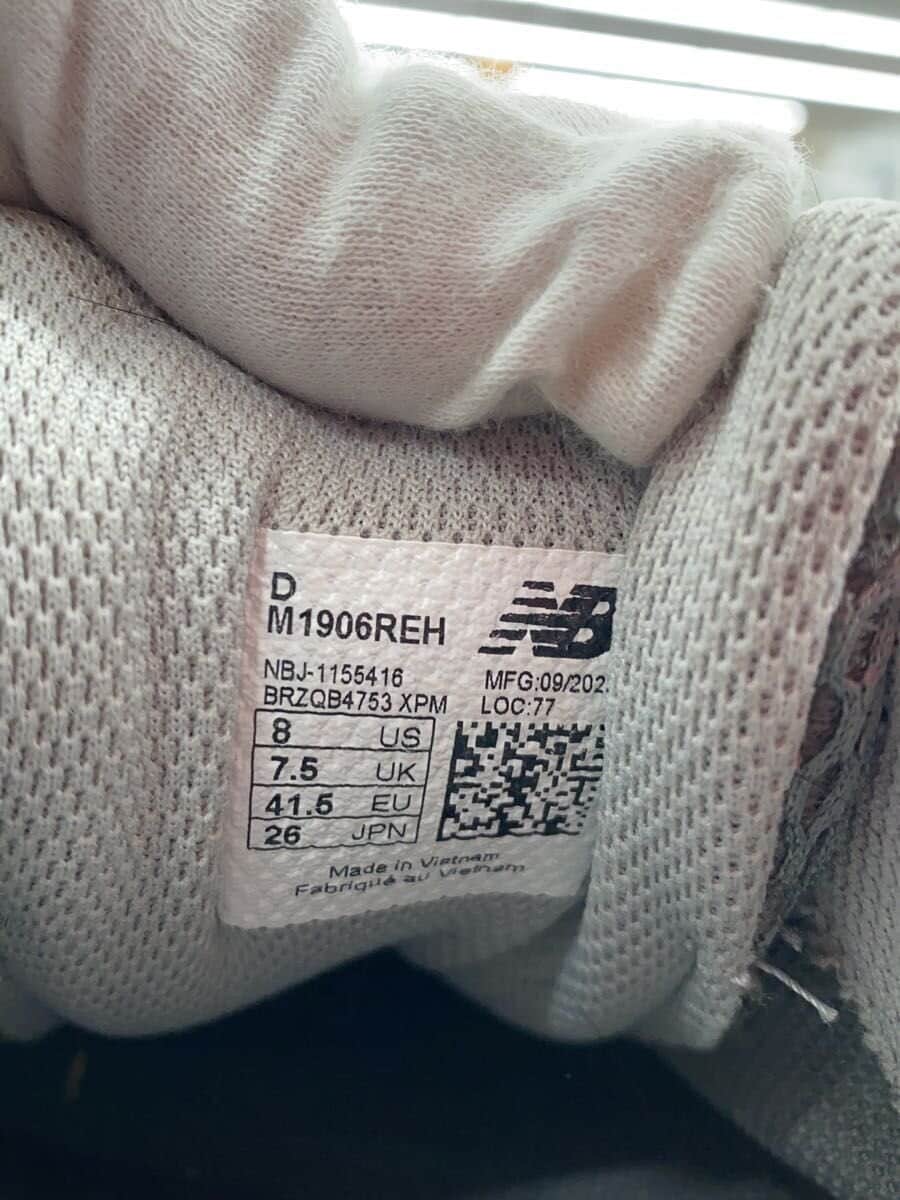 D
M1906REH
NB
NBJ-1155416
BRZQB4753 XPM
MFG:09/202
LOC:77
8 US
7.5 UK
41.5 EU
26 JPN
Made in Vietnam
Fabriqué au Vietnam